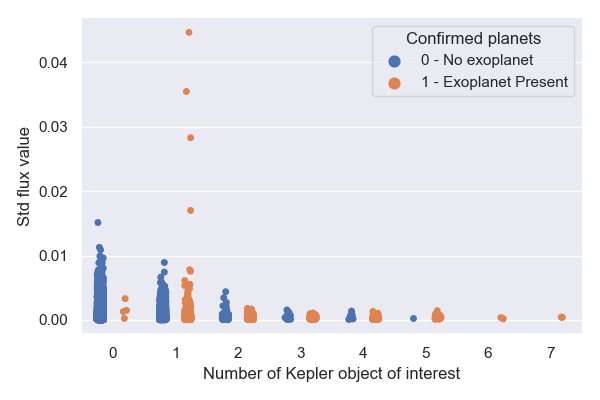 Confirmed planets
0 - No exoplanet
1 - Exoplanet Present
0.04
0.03
0.02
0.01
0.00
Std flux value
0 1 2 3 4 5 6 7
Number of Kepler object of interest